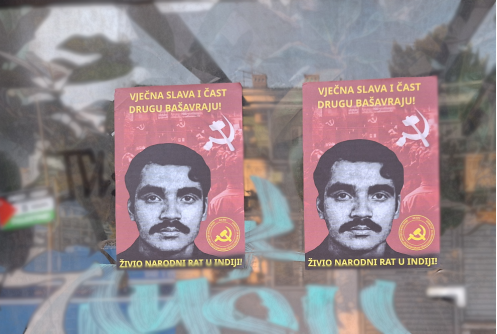 VJEČNA SLAVA I ČAST
DRUGU BAŠAVRAJU!
ŽIVIO NARODNI RAT U INDIJI!
VJEČNA SLAVA I ČAST
DRUGU BAŠAVRAJU!
ŽIVIO NARODNI RAT U INDIJI!